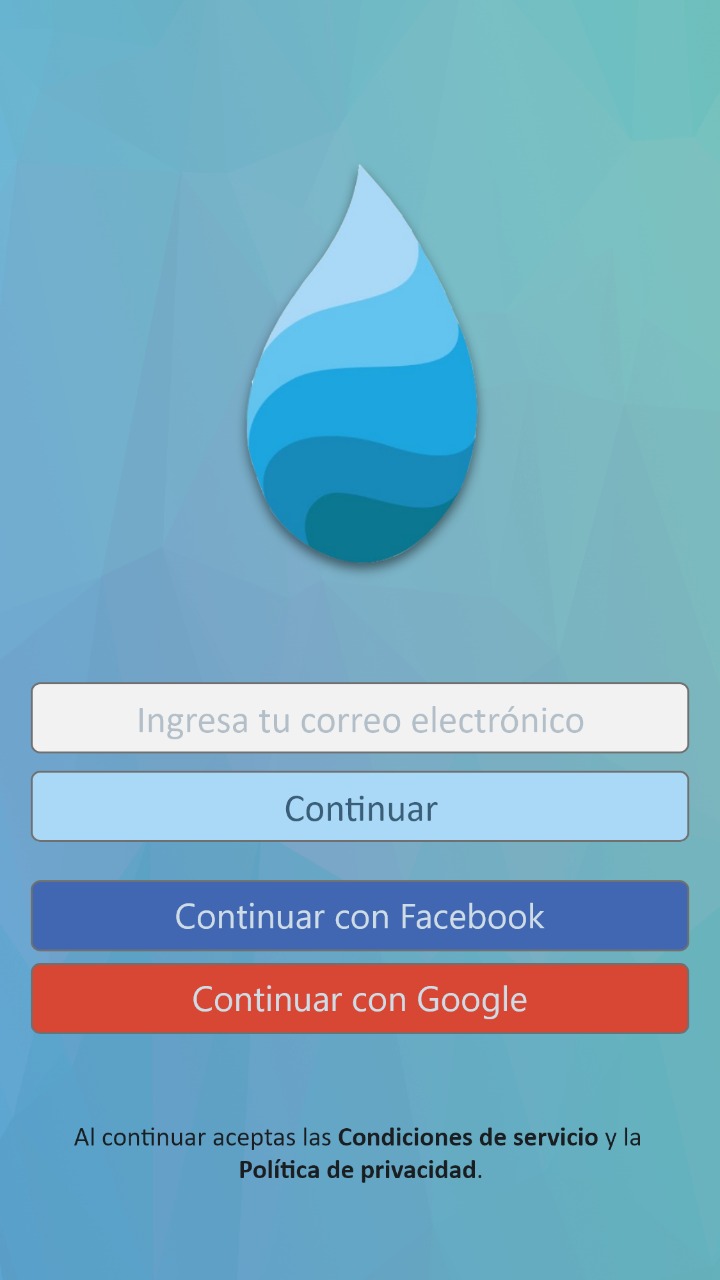 Ingresa tu correo electrónico
Continuar
Continuar con Facebook
Continuar con Google
Al continuar aceptas las Condiciones de servicio y la
Política de privacidad.